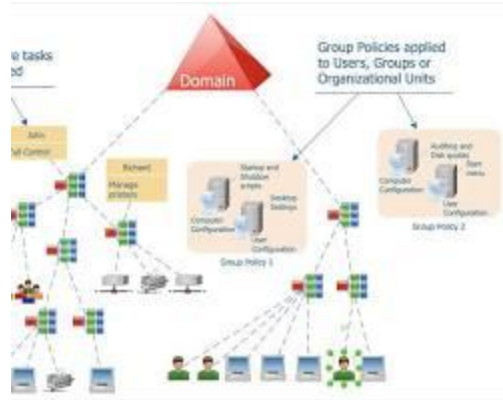 e tasks
ed
Domain
Group Policies applied
to Users, Groups or
Organizational Units
John
ull Control
Richard
Manage
printers
Startup and
Shutdown
scripts
Desktop
Settings
Computer
Configuration
User
Configuration
Group Policy 1
Auditing and
Disk quotas
Start
menu
Computer
Configuration
User
Configuration
Group Policy 2